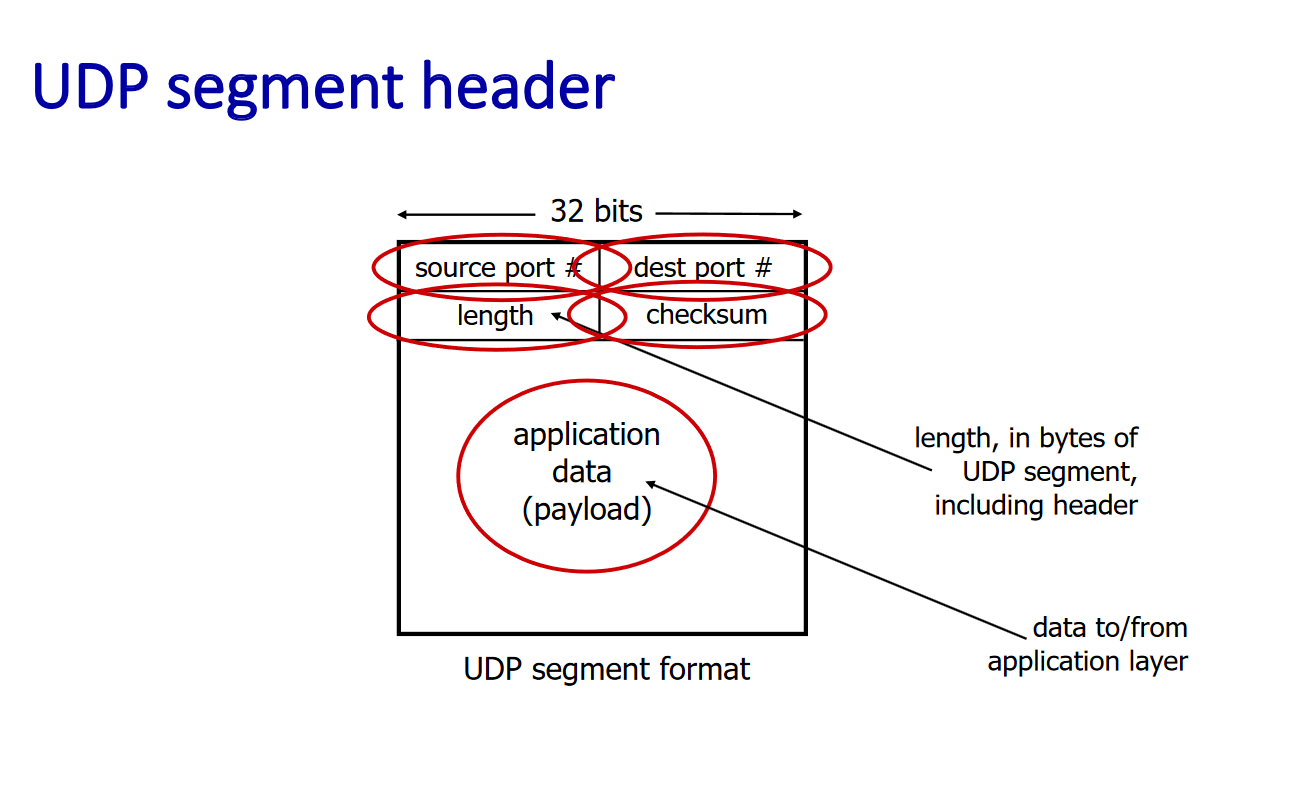 UDP segment header
32 bits
source port #
dest port #
length
checksum
application
data
(payload)
length, in bytes of
UDP segment,
including header
data to/from
application layer
UDP segment format